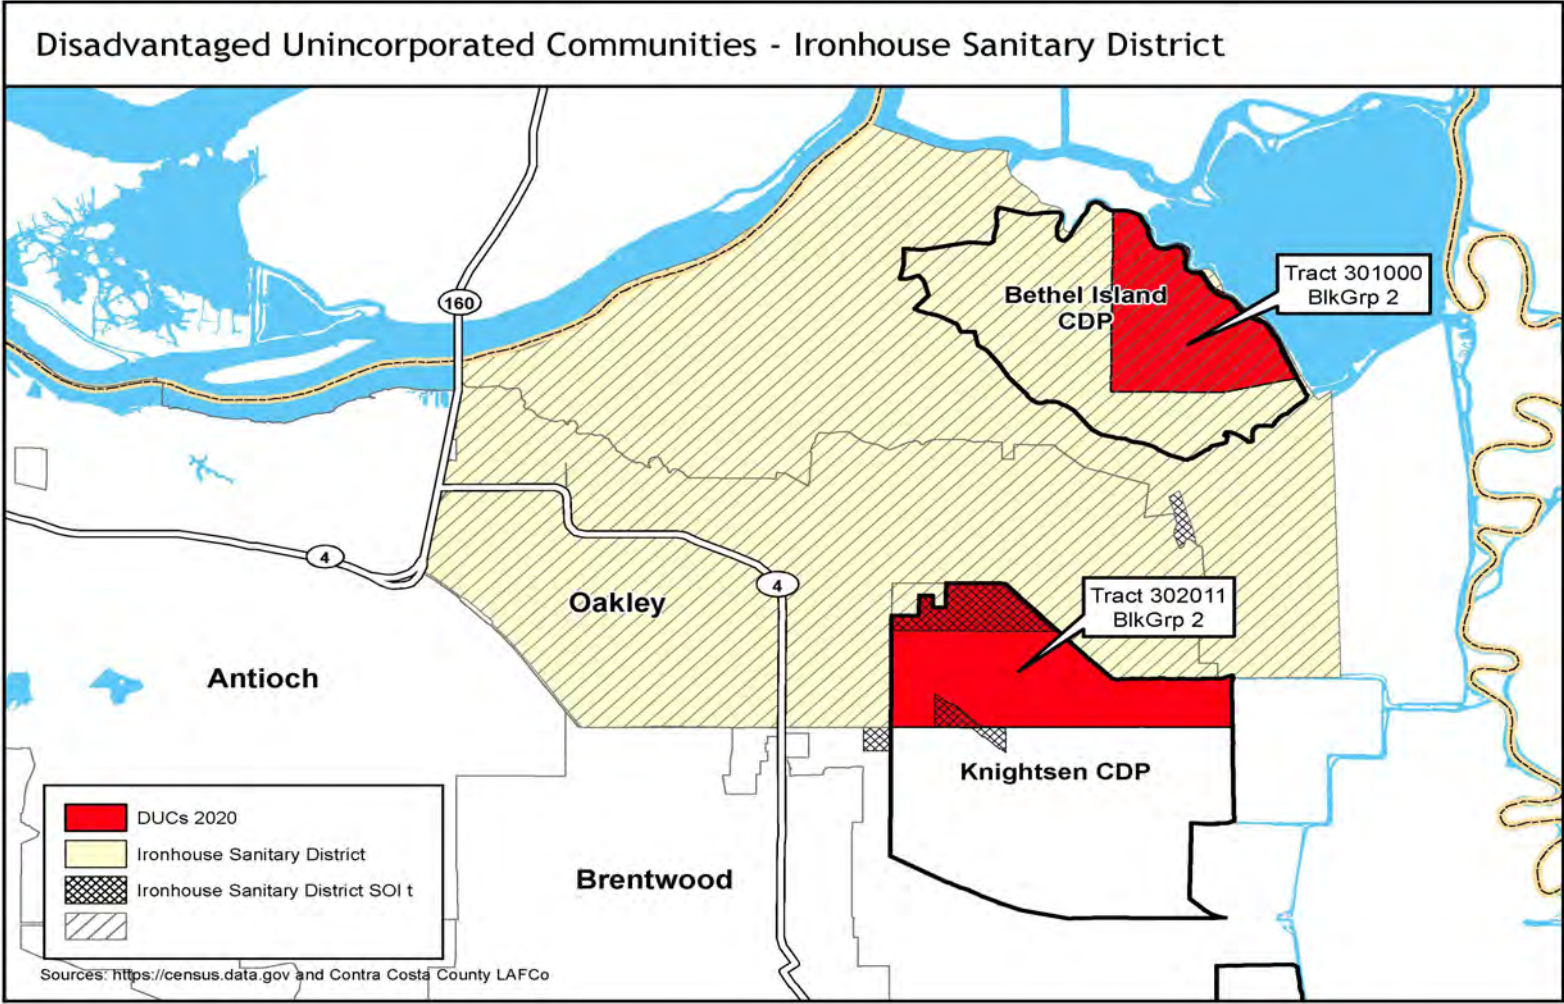 Disadvantaged Unincorporated Communities - Ironhouse Sanitary District
160
Tract 301000
BlkGrp 2
Bethel Island
CDP
4
4
Oakley
Tract 302011
BlkGrp 2
Antioch
Knightsen CDP
Brentwood
DUCs 2020
Ironhouse Sanitary District
Ironhouse Sanitary District SOI t
Sources: https://census.data.gov and Contra Costa County LAFCo